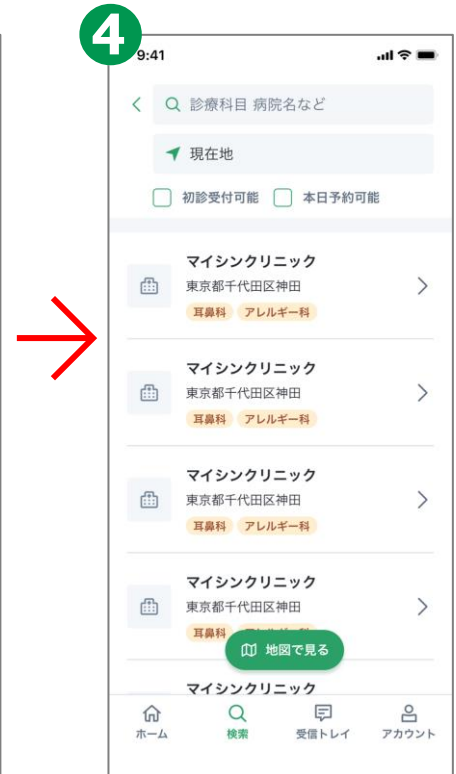 4
9:41
診療科目 病院名など
現在地
初診受付可能 本日予約可能
マイシンクリニック
東京都千代田区神田
耳鼻科 アレルギー科
マイシンクリニック
東京都千代田区神田
耳鼻科 アレルギー科
マイシンクリニック
東京都千代田区神田
耳鼻科 アレルギー科
マイシンクリニック
東京都千代田区神田
耳鼻科
地図で見る
マイシンクリニック
ホーム 検索 受信トレイ アカウント